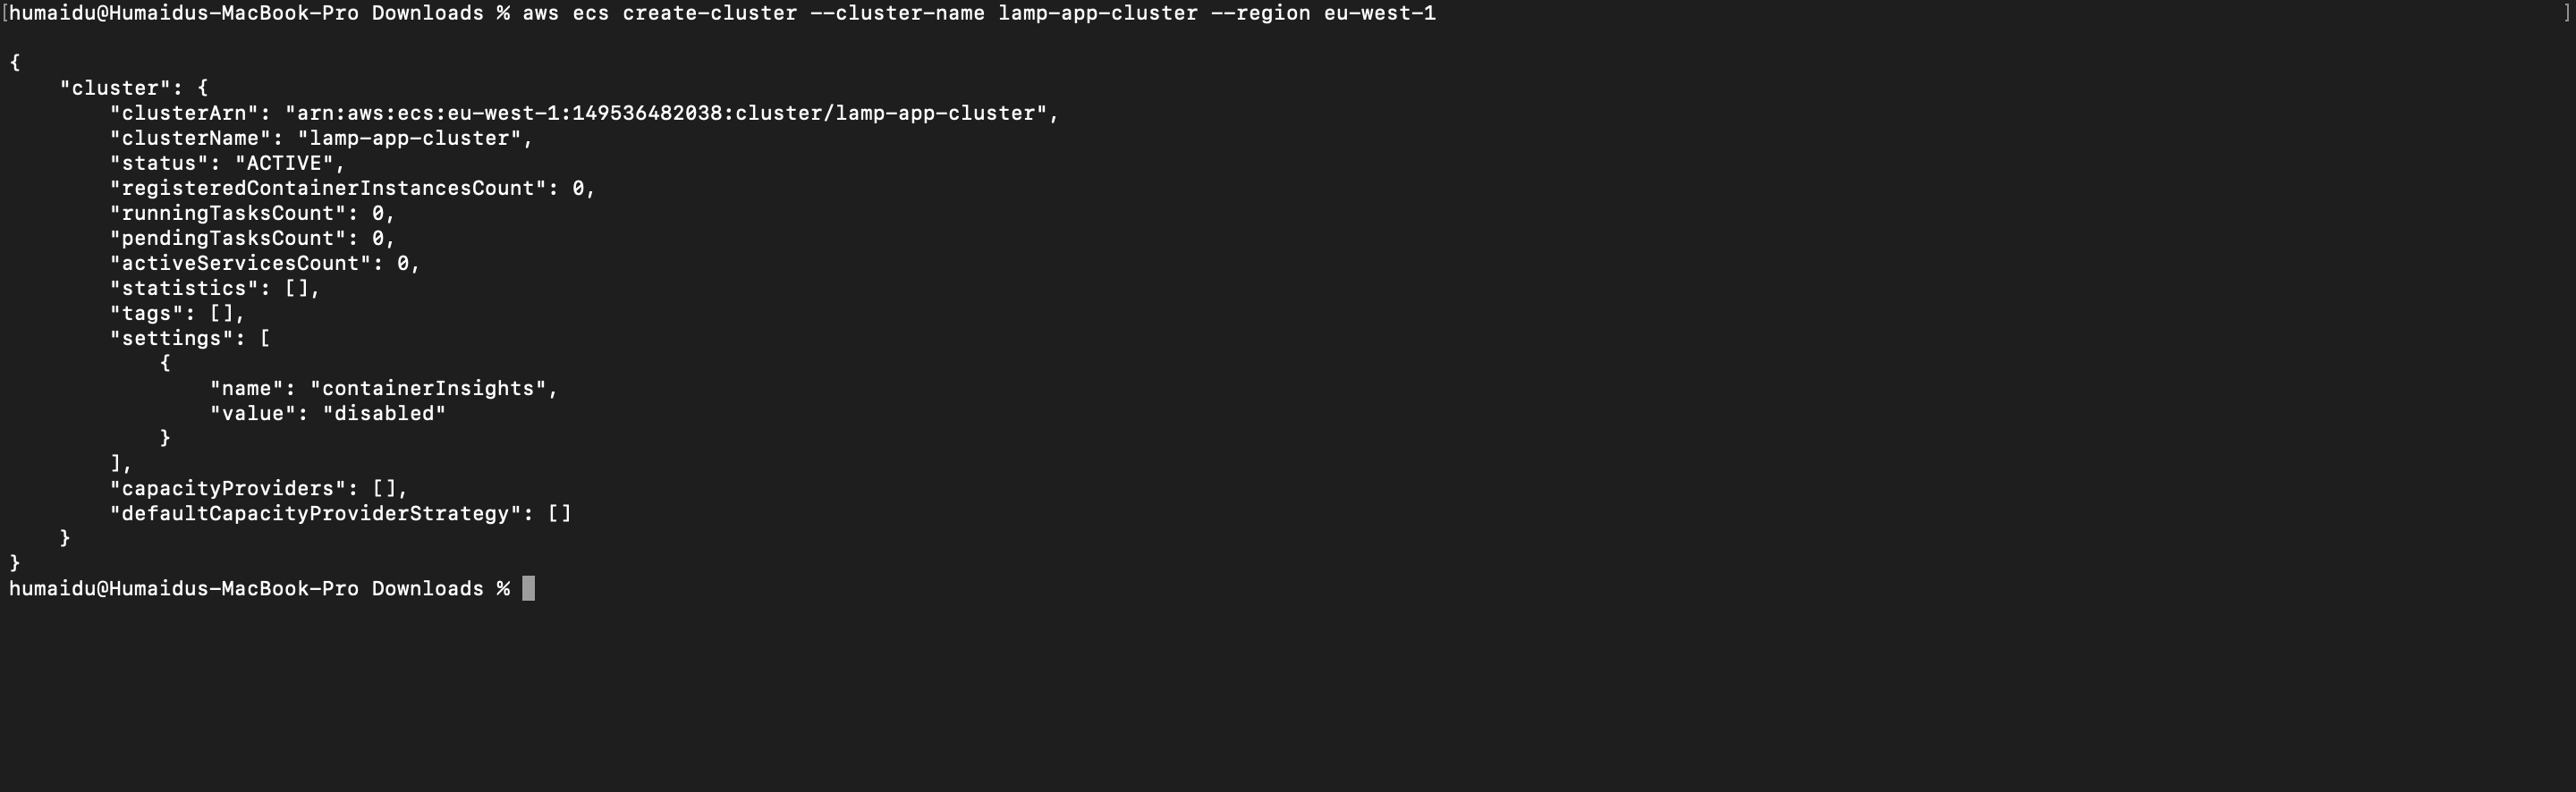 [humaidu@Humaidus-MacBook-Pro Downloads % aws ecs create-cluster --cluster-name lamp-app-cluster --region eu-west-1 ]
{
    "cluster": {
        "clusterArn": "arn:aws:ecs:eu-west-1:149536482038:cluster/lamp-app-cluster",
        "clusterName": "lamp-app-cluster",
        "status": "ACTIVE",
        "registeredContainerInstancesCount": 0,
        "runningTasksCount": 0,
        "pendingTasksCount": 0,
        "activeServicesCount": 0,
        "statistics": [],
        "tags": [],
        "settings": [
            {
                "name": "containerInsights",
                "value": "disabled"
            }
        ],
        "capacityProviders": [],
        "defaultCapacityProviderStrategy": []
    }
}
humaidu@Humaidus-MacBook-Pro Downloads %